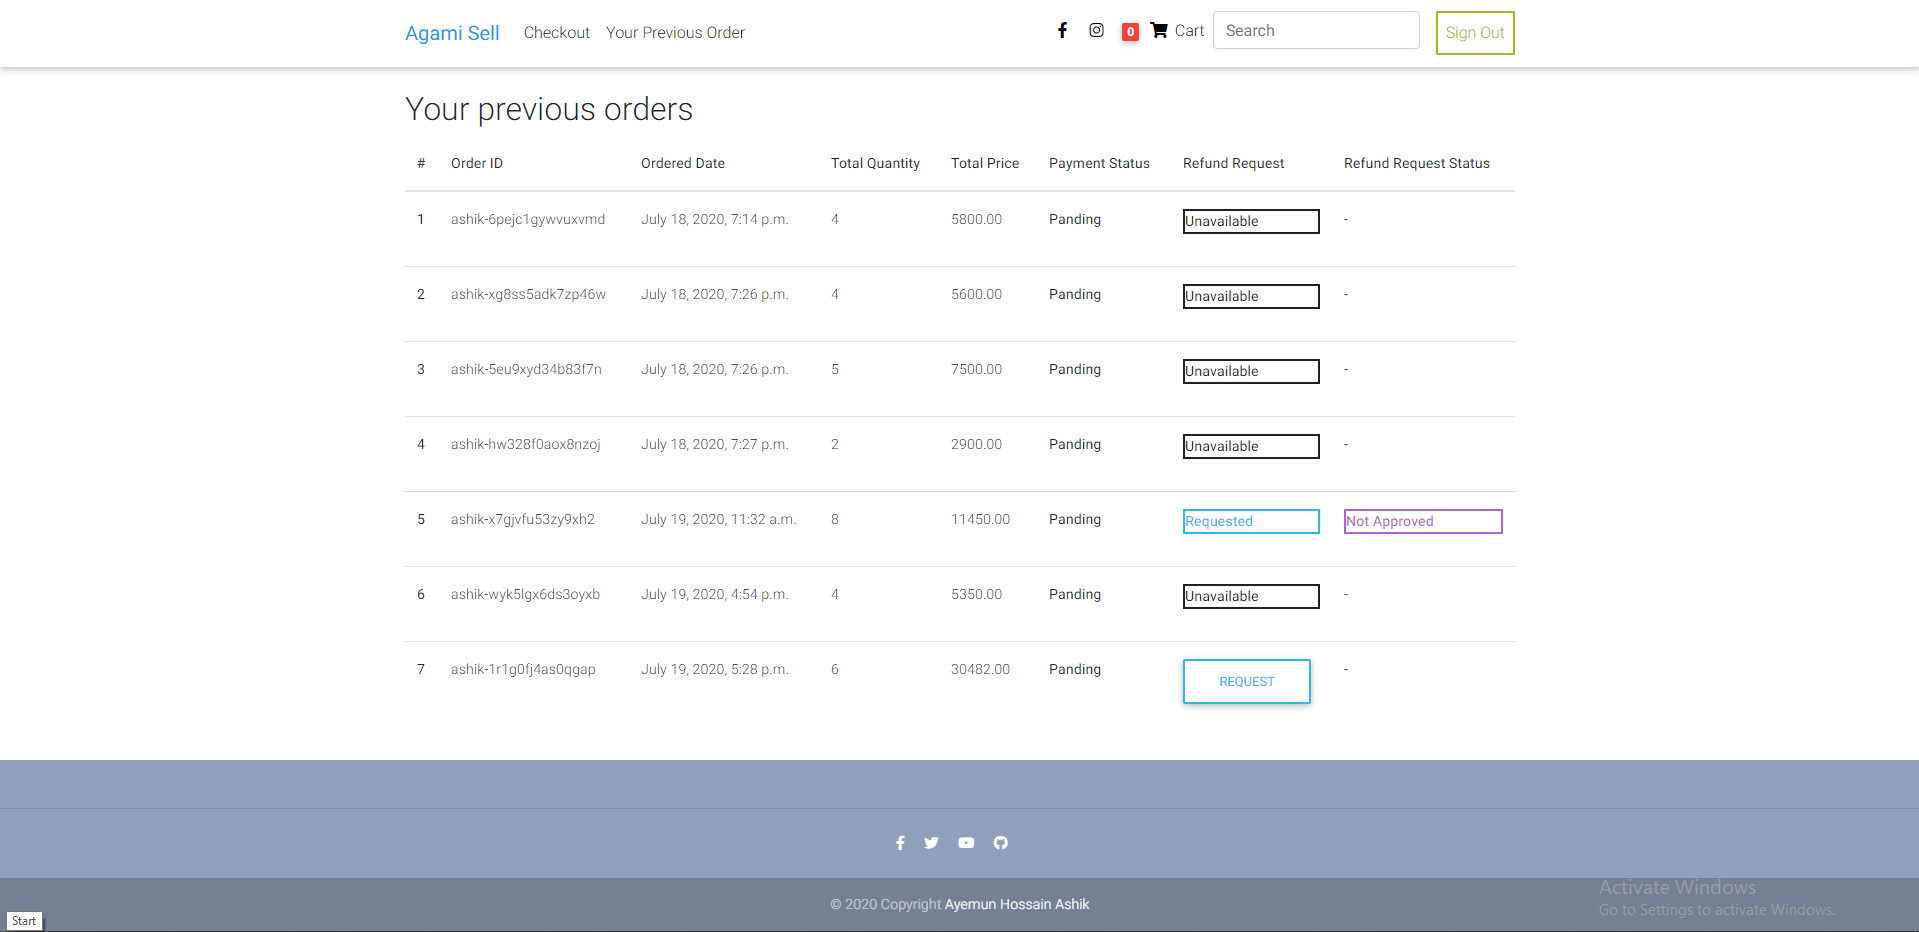 Agami Sell Checkout Your Previous Order 0 Cart Search Sign Out
Your previous orders
# Order ID Ordered Date Total Quantity Total Price Payment Status Refund Request Refund Request Status
1 ashik-6pejc1gywvuxvmd July 18, 2020, 7:14 p.m. 4 5800.00 Panding Unavailable -
2 ashik-xg8ss5adk7zp46w July 18, 2020, 7:26 p.m. 4 5600.00 Panding Unavailable -
3 ashik-5eu9xyd34b83f7n July 18, 2020, 7:26 p.m. 5 7500.00 Panding Unavailable -
4 ashik-hw328f0aox8nzoj July 18, 2020, 7:27 p.m. 2 2900.00 Panding Unavailable -
5 ashik-x7gjvfu53zy9xh2 July 19, 2020, 11:32 a.m. 8 11450.00 Panding Requested Not Approved
6 ashik-wyk5lgx6ds3oyxb July 19, 2020, 4:54 p.m. 4 5350.00 Panding Unavailable -
7 ashik-1r1g0fj4as0qgap July 19, 2020, 5:28 p.m. 6 30482.00 Panding REQUEST -
Activate Windows
Go to Settings to activate Windows.
© 2020 Copyright Ayemun Hossain Ashik
Start